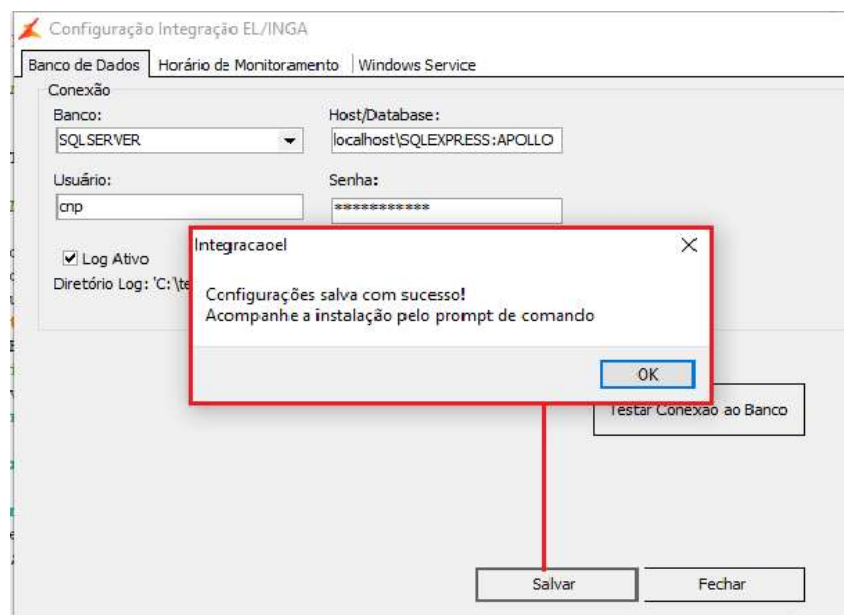 Configuração Integração EL/INGA
Banco de Dados Horário de Monitoramento Windows Service
Conexão
Banco: Host/Database:
SQLSERVER localhost\SQLEXPRESS:APOLLO
Usuário: Senha:
cnp ***********
Log Ativo
Diretório Log: 'C:\te
Integracaoel
Configurações salva com sucesso!
Acompanhe a instalação pelo prompt de comando
OK
Testar Conexão ao Banco
Salvar Fechar